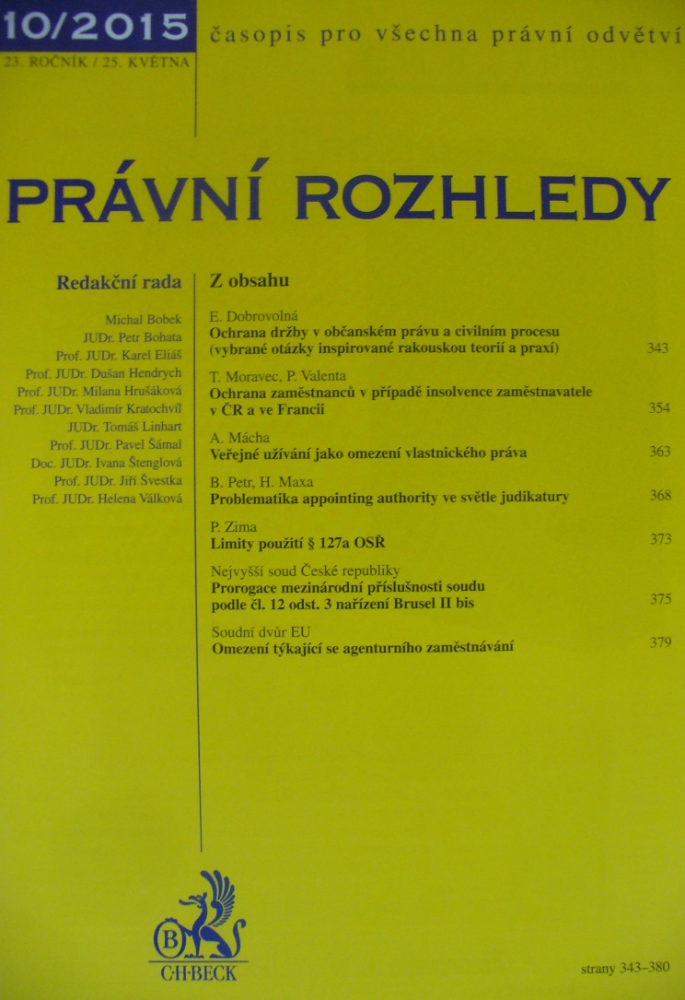 10/2015
časopis pro všechna právní odvětví
23. ROČNÍK / 25. KVĚTNA
PRÁVNÍ ROZHLEDY
Redakční rada
Michal Bobek
JUDr. Petr Bohata
Prof. JUDr. Karel Eliáš
Prof. JUDr. Dušan Hendrych
Prof. JUDr. Milana Hrušáková
Prof. JUDr. Vladimír Kratochvíl
JUDr. Tomáš Linhart
Prof. JUDr. Pavel Šámal
Doc. JUDr. Ivana Štenglová
Prof. JUDr. Jiří Švestka
Prof. JUDr. Helena Válková
Z obsahu
E. Dobrovolná
Ochrana držby v občanském právu a civilním procesu
(vybrané otázky inspirované rakouskou teorií a praxí) 343
T. Moravec, P. Valenta
Ochrana zaměstnanců v případě insolvence zaměstnavatele
v ČR a ve Francii 354
A. Mácha
Veřejné užívání jako omezení vlastnického práva 363
B. Petr, H. Maxa
Problematika appointing authority ve světle judikatury 368
P. Zima
Limity použití § 127a OSŘ 373
Nejvyšší soud České republiky
Prorogace mezinárodní příslušnosti soudu
podle čl. 12 odst. 3 nařízení Brusel II bis 375
Soudní dvůr EU
Omezení týkající se agenturního zaměstnávání 379
B
C·H·BECK
strany 343–380